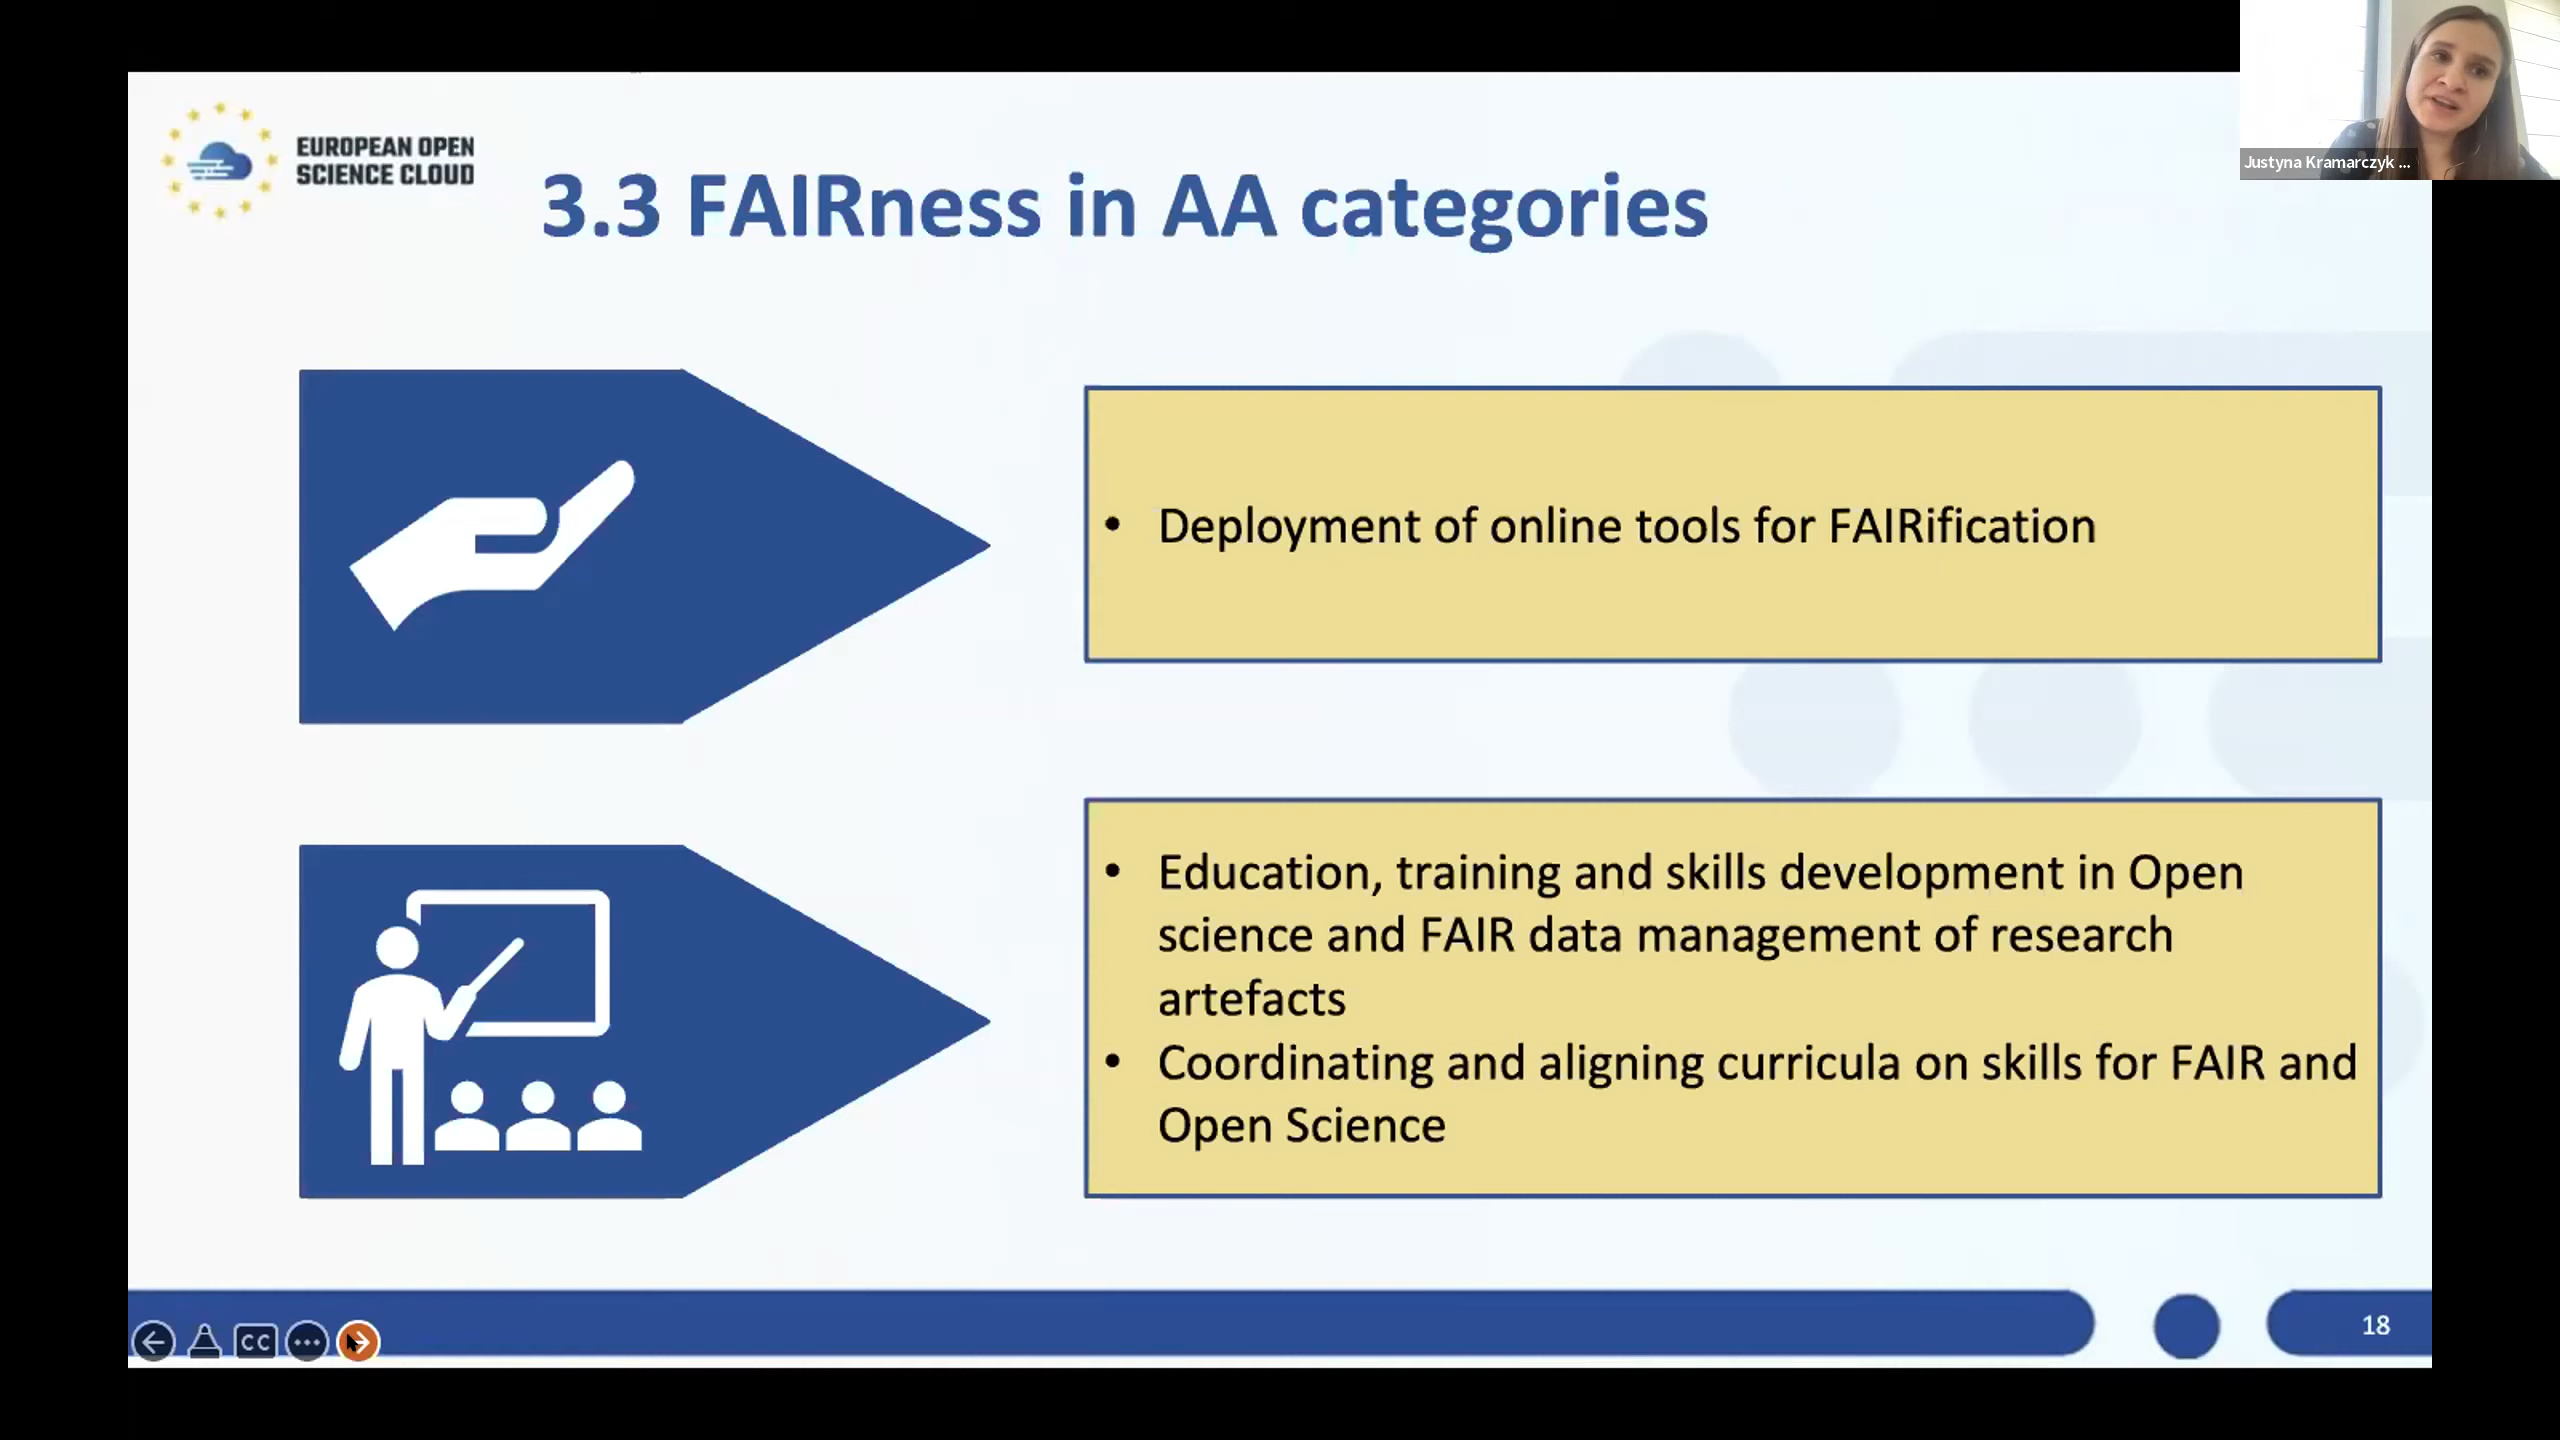 EUROPEAN OPEN
SCIENCE CLOUD
3.3 FAIRness in AA categories
Justyna Kramarczyk ...
• Deployment of online tools for FAIRification
• Education, training and skills development in Open
science and FAIR data management of research
artefacts
• Coordinating and aligning curricula on skills for FAIR and
Open Science
CC
18